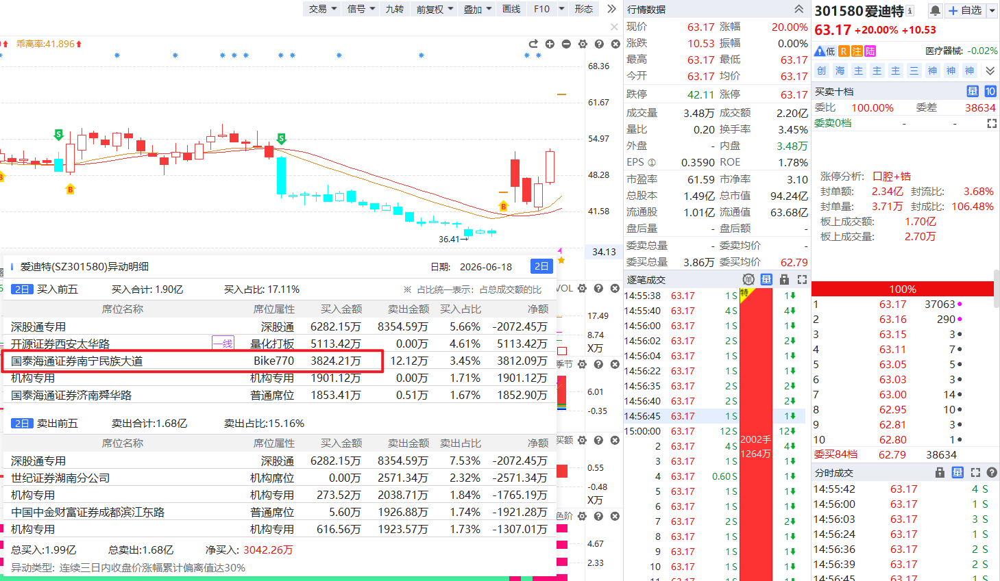 交易 信号 九转 前复权 叠加 画线 F10 形态
乖离率:41.896
68.36
61.67
54.97
48.28
41.58
34.13
S
S
B
B
B
36.41→
爱迪特(SZ301580)异动明细 日期: 2026-06-18 2日
2日 买入前五 买入合计: 1.90亿 买入占比: 17.11% ※ 占比统一表示: 占总成交额的比
席位名称 席位属性 买入金额 卖出金额 买入占比 净额
深股通专用 深股通 6282.15万 8354.59万 5.66% -2072.45万
开源证券西安太华路 一线 量化打板 5113.42万 0.00万 4.61% 5113.42万
国泰海通证券南宁民族大道 Bike770 3824.21万 12.12万 3.45% 3812.09万
机构专用 机构专用 1901.12万 0.00万 1.71% 1901.12万
国泰海通证券济南舜华路 普通席位 1853.41万 0.51万 1.67% 1852.90万
2日 卖出前五 卖出合计:1.68亿 卖出占比:15.16%
席位名称 席位属性 买入金额 卖出金额 卖出占比 净额
深股通专用 深股通 6282.15万 8354.59万 7.53% -2072.45万
世纪证券湖南分公司 机构席位 0.00万 2571.34万 2.32% -2571.34万
机构专用 机构专用 273.52万 2038.71万 1.84% -1765.19万
中国中金财富证券成都滨江东路 普通席位 5.60万 1926.88万 1.74% -1921.28万
机构专用 机构专用 616.56万 1923.57万 1.73% -1307.01万
总买入:1.99亿 总卖出:1.68亿 净买入: 3042.26万
异动类型: 连续三日内收盘价涨幅累计偏离值达30%
VOL
17.49
8.74
X万
季节
6.01
-0.35
买额
0.55
-0.48
X万
色阶
4.67
2.33
行情数据
现价 63.17 涨幅 20.00%
涨跌 10.53 振幅 0.00%
最高 63.17 最低 63.17
今开 63.17 均价 63.17
跌停 42.11 涨停 63.17
成交量 3.48万 成交额 2.20亿
量比 0.20 换手率 3.45%
外盘 - 内盘 3.48万
EPS ① 0.3590 ROE 1.78%
市盈率 61.59 市净率 3.10
总股本 1.49亿 总市值 94.24亿
流通股 1.01亿 流通值 63.68亿
盘后量 - 盘后额 -
委卖总量 - 委卖均价 -
委买总量 3.86万 委买均价 62.79
逐笔成交 单 量
14:55:38 63.17 1 S 1
14:55:40 63.17 4 S 4
14:56:00 63.17 1 S 1
14:56:02 63.17 2 S 2
14:56:04 63.17 1 S 1
14:56:22 63.17 1 S 1
14:56:35 63.17 2 S 2
14:56:40 63.17 2 S 2
14:56:45 63.17 1 S 1
15:00:00 63.17 12 S 12
2 63.17 4 S 4
3 63.17 1 S 1
4 63.17 0.60 S 1
5 63.17 1 S 1
6 63.17 1 S 1
7 63.17 2 S 2
8 63.17 1 S 1
9 63.17 1 S 1
10 63.17 1 S 1
11 63.17 1 S 1
特
2002手
1264万
301580 爱迪特 自选
63.17 +20.00% +10.53
低 R 注 陆 医疗器械: -0.02%
创 海 主 主 主 三 神 神 神
买卖十档 量 10
委比 100.00% 委差 38634
委卖0档 - -
涨停分析: 口腔+锆
封单额: 2.34亿 封流比: 3.68%
封单量: 3.71万 封成比: 106.48%
板上成交额: 1.70亿
板上成交量: 2.70万
100%
1 63.17 37063
2 63.16 290
3 63.15 3
4 63.11 7
5 63.05 5
6 63.03 3
7 63.00 14
8 62.95 10
9 62.81 3
10 62.80 1
委买84档 62.79 38634
分时成交 量
14:55:42 63.17 4 S
14:56:00 63.17 1 S
14:56:03 63.17 3 S
14:56:24 63.17 1 S
14:56:36 63.17 2 S
14:56:39 63.17 2 S
14:56:45 63.17 1 S